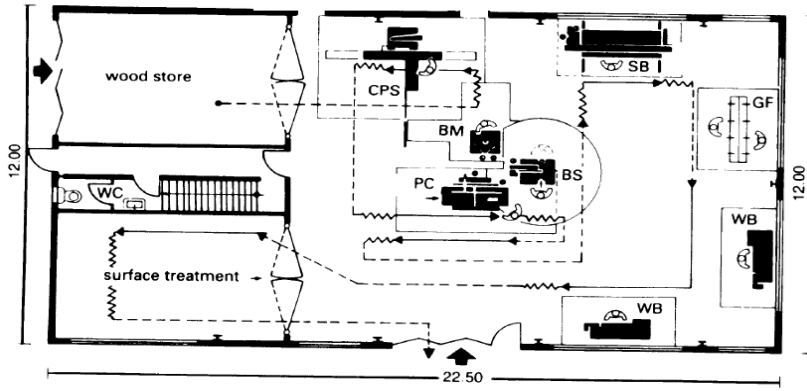 wood store
CPS
SB
GF
BM
BS
PC
WC
12.00
12.00
WB
surface treatment
WB
22.50